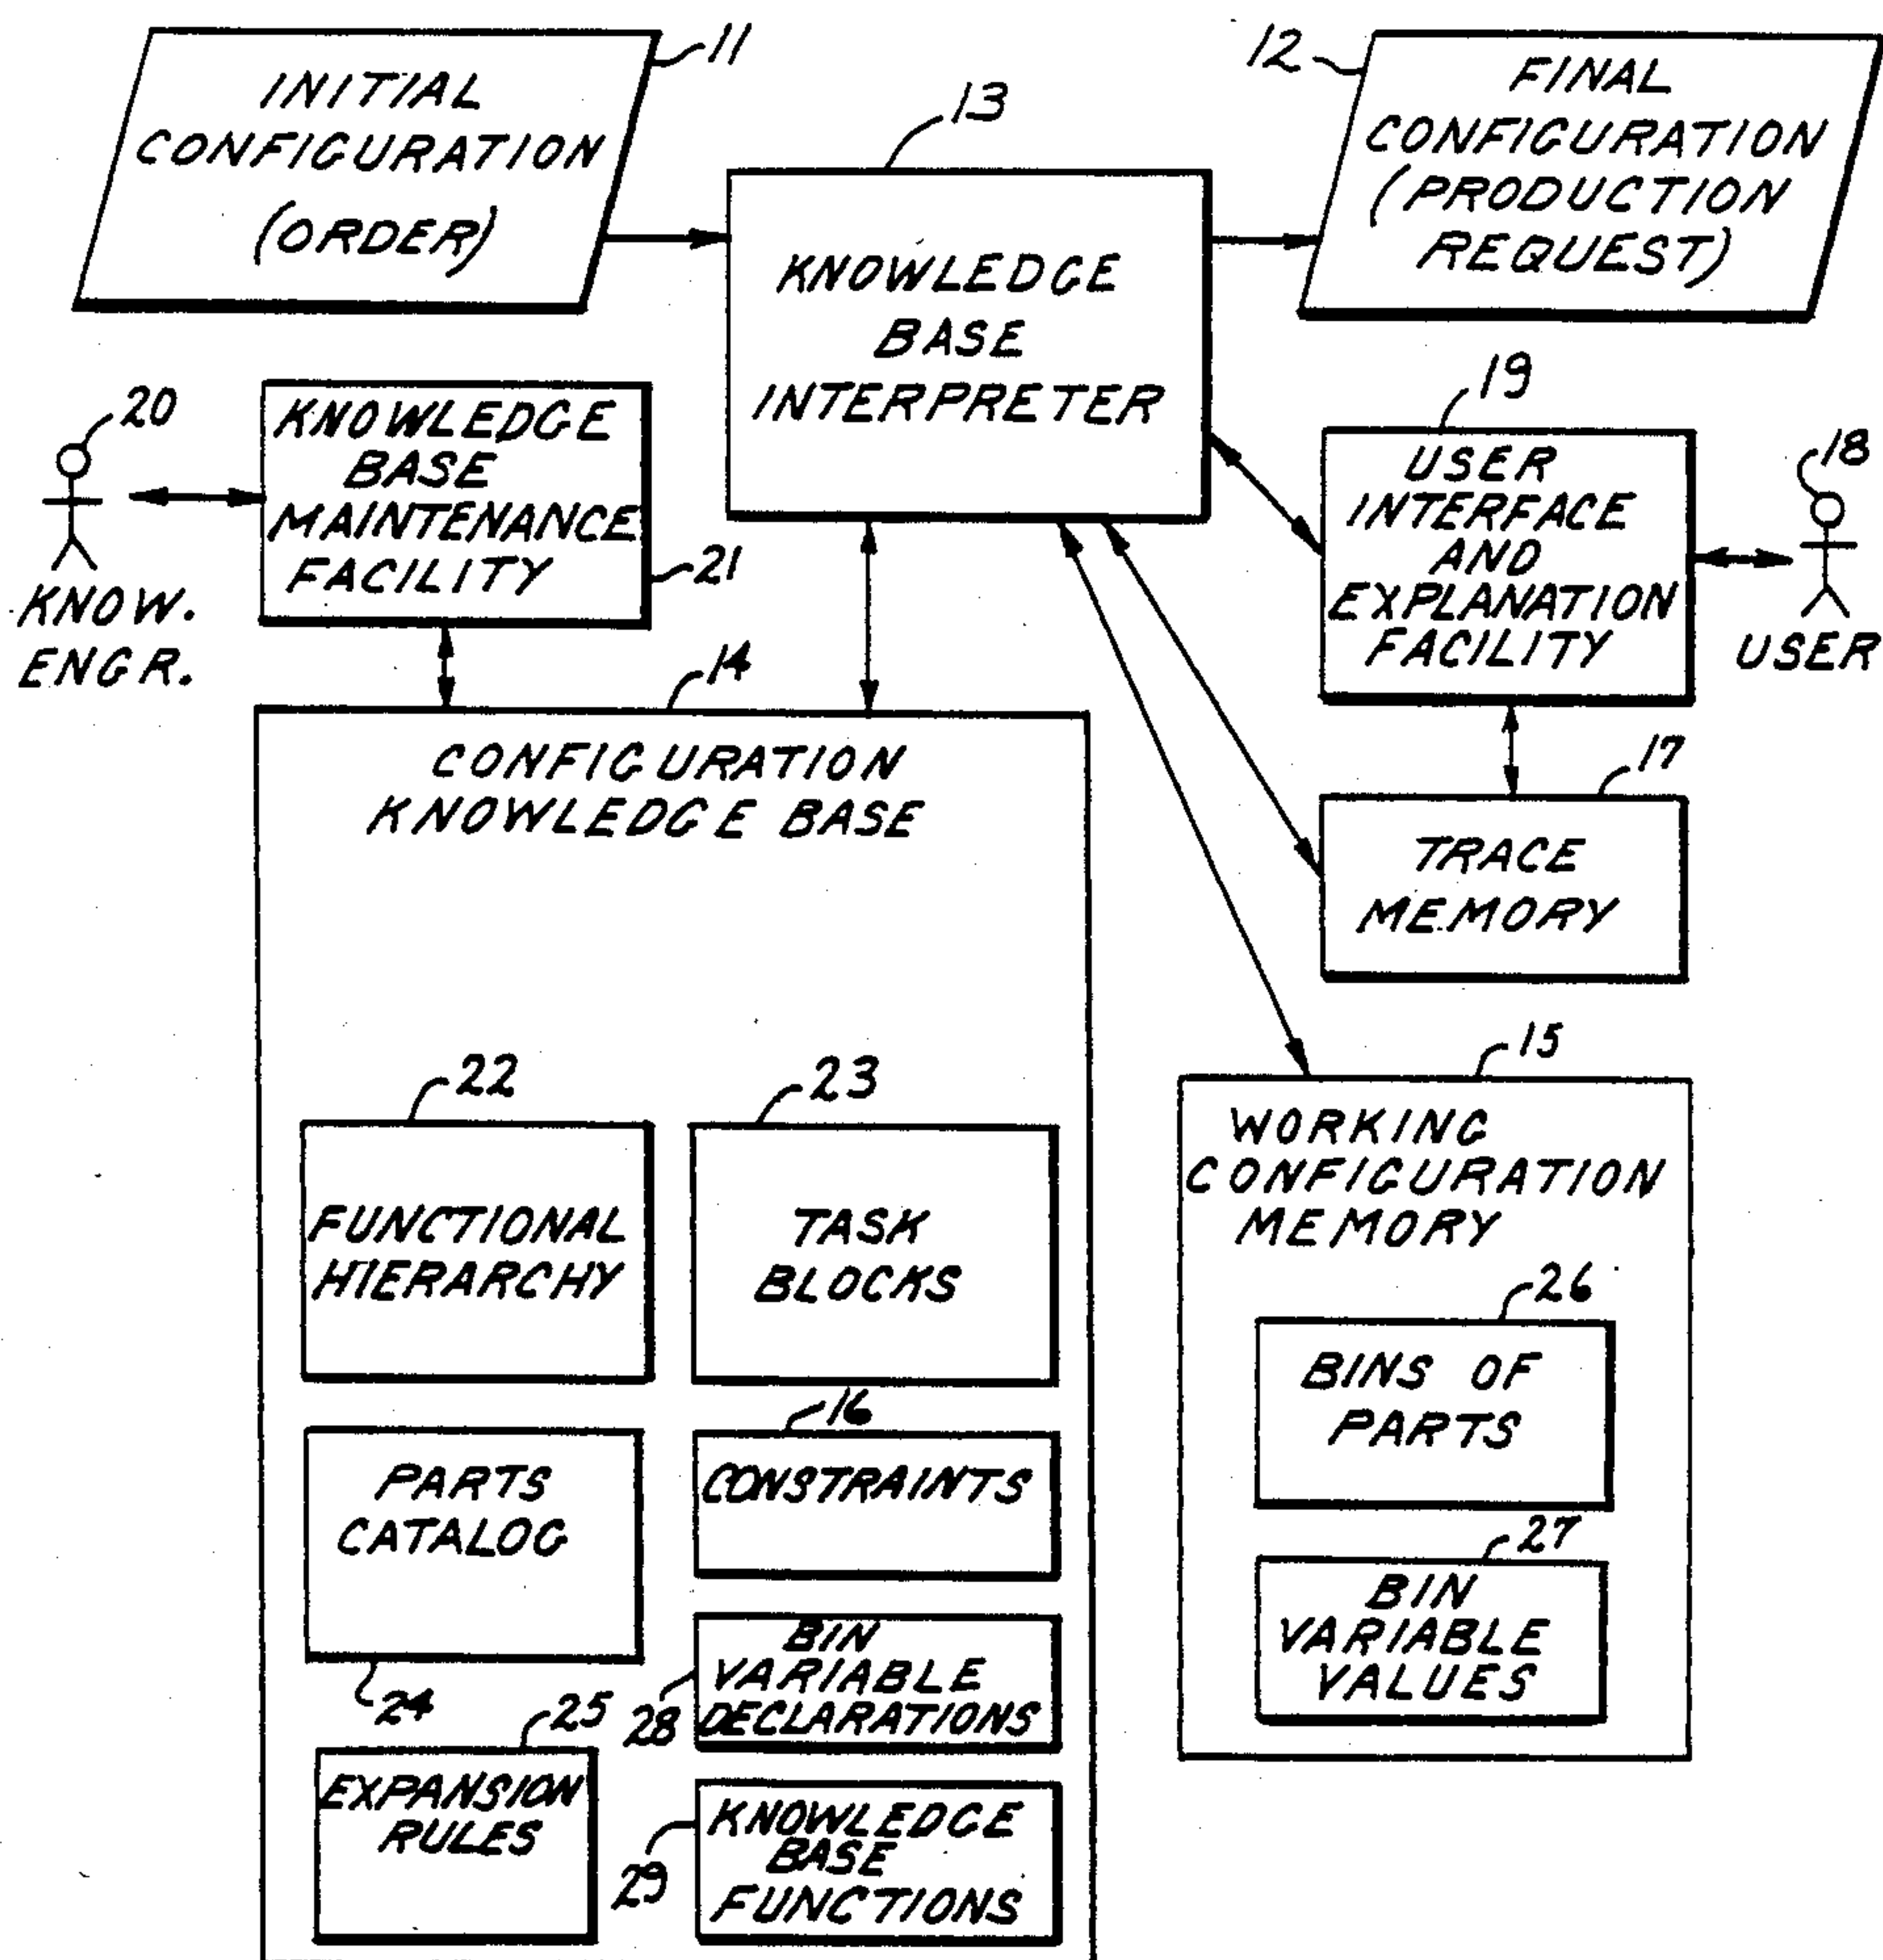 INITIAL
CONFIGURATION
(ORDER)
11
12
FINAL
CONFIGURATION
(PRODUCTION
REQUEST)
13
KNOWLEDGE
BASE
INTERPRETER
20
KNOW.
ENGR.
KNOWLEDGE
BASE
MAINTENANCE
FACILITY
21
19
USER
INTERFACE
AND
EXPLANATION
FACILITY
18
USER
17
TRACE
MEMORY
14
CONFIGURATION
KNOWLEDGE BASE
22
FUNCTIONAL
HIERARCHY
23
TASK
BLOCKS
PARTS
CATALOG
24
16
CONSTRAINTS
25
EXPANSION
RULES
28
BIN
VARIABLE
DECLARATIONS
29
KNOWLEDGE
BASE
FUNCTIONS
15
WORKING
CONFIGURATION
MEMORY
26
BINS OF
PARTS
27
BIN
VARIABLE
VALUES